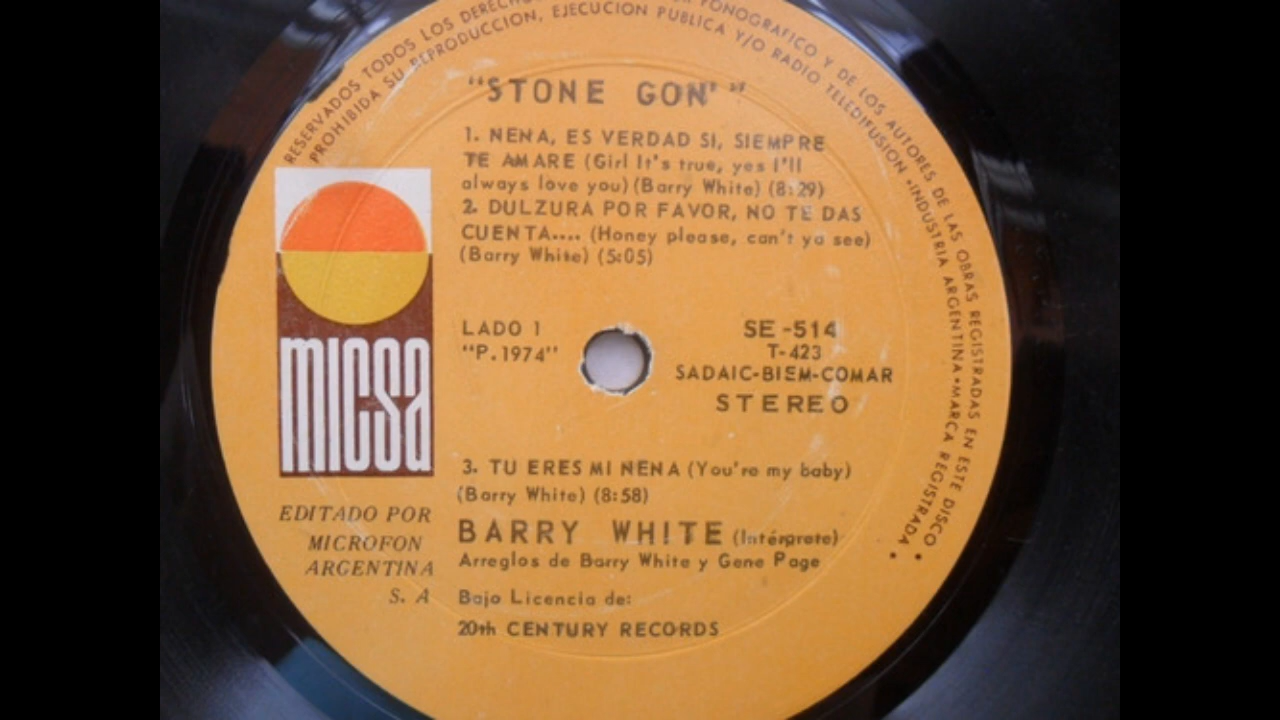 RESERVADOS TODOS LOS DERECHOS FONOGRAFICO Y DE LOS AUTORES DE LAS OBRAS REGISTRADAS EN ESTE DISCO •
PROHIBIDA SU REPRODUCCION, EJECUCION PUBLICA Y/O RADIO TELEDIFUSION •INDUSTRIA ARGENTINA•MARCA REGISTRADA •
"STONE GON' "
1. NENA, ES VERDAD SI, SIEMPRE
TE AMARE (Girl It's true, yes I'll
always love you) (Barry White) (8:29)
2. DULZURA POR FAVOR, NO TE DAS
CUENTA.... (Honey please, can't ya see)
(Barry White) (5:05)
LADO 1
"P. 1974"
SE -514
T-423
SADAIC-BIEM-COMAR
STEREO
micsa
3. TU ERES MI NENA (You're my baby)
(Barry White) (8:58)
BARRY WHITE (Intérprete)
Arreglos de Barry White y Gene Page
Bajo Licencia de:
20th CENTURY RECORDS
EDITADO POR
MICROFON
ARGENTINA
S. A